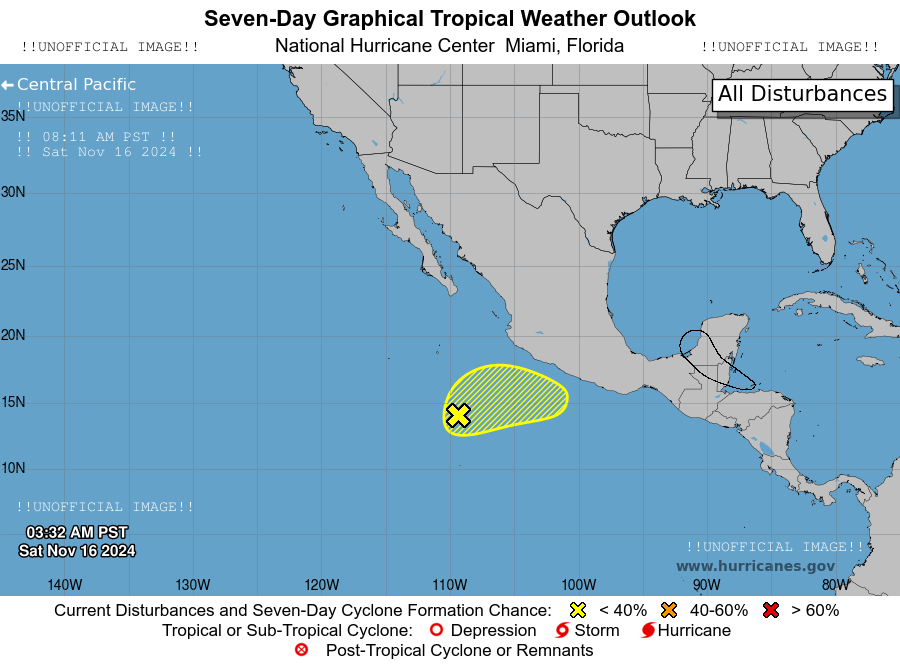 Seven-Day Graphical Tropical Weather Outlook
!!UNOFFICIAL IMAGE!! National Hurricane Center Miami, Florida !!UNOFFICIAL IMAGE!!
Central Pacific
All Disturbances
!!UNOFFICIAL IMAGE!!
35N
!! 08:11 AM PST !!
!! Sat Nov 16 2024 !!
30N
25N
20N
15N
10N
!!UNOFFICIAL IMAGE!!
03:32 AM PST
Sat Nov 16 2024
!!UNOFFICIAL IMAGE!!
www.hurricanes.gov
140W 130W 120W 110W 100W 90W 80W
Current Disturbances and Seven-Day Cyclone Formation Chance: < 40% 40-60% > 60%
Tropical or Sub-Tropical Cyclone: Depression Storm Hurricane
Post-Tropical Cyclone or Remnants